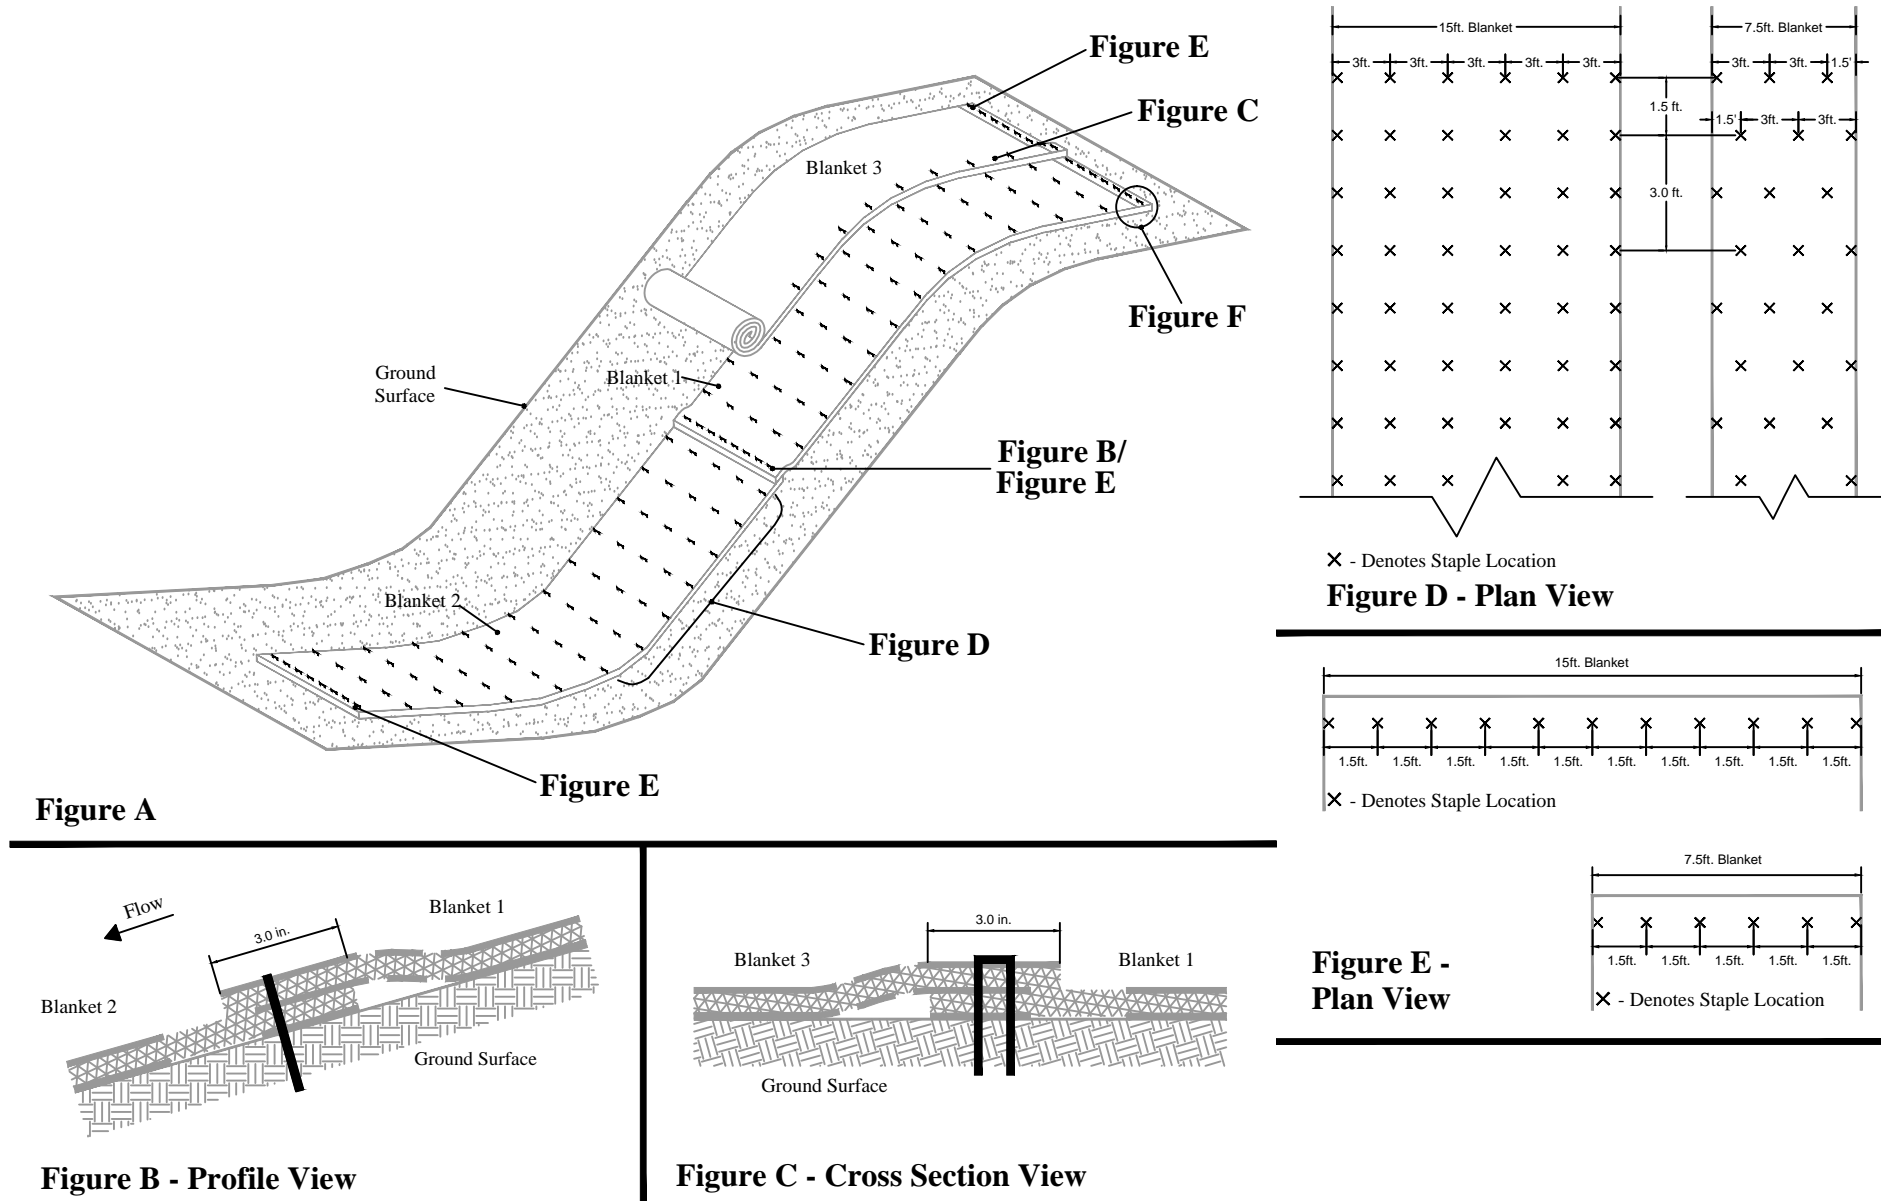 Figure E
Figure C
Blanket 3
Figure F
Ground
Surface
Blanket 1
Figure B/
Figure E
Blanket 2
Figure D
Figure E
Figure A
15ft. Blanket
7.5ft. Blanket
3ft. 3ft. 3ft. 3ft. 3ft.
3ft. 3ft. 1.5'
1.5 ft.
1.5' 3ft. 3ft.
3.0 ft.
X - Denotes Staple Location
Figure D - Plan View
15ft. Blanket
1.5ft. 1.5ft. 1.5ft. 1.5ft. 1.5ft. 1.5ft. 1.5ft. 1.5ft. 1.5ft. 1.5ft.
X - Denotes Staple Location
7.5ft. Blanket
1.5ft. 1.5ft. 1.5ft. 1.5ft. 1.5ft.
X - Denotes Staple Location
Figure E -
Plan View
Flow
3.0 in.
Blanket 1
Blanket 2
Ground Surface
Figure B - Profile View
3.0 in.
Blanket 3
Blanket 1
Ground Surface
Figure C - Cross Section View